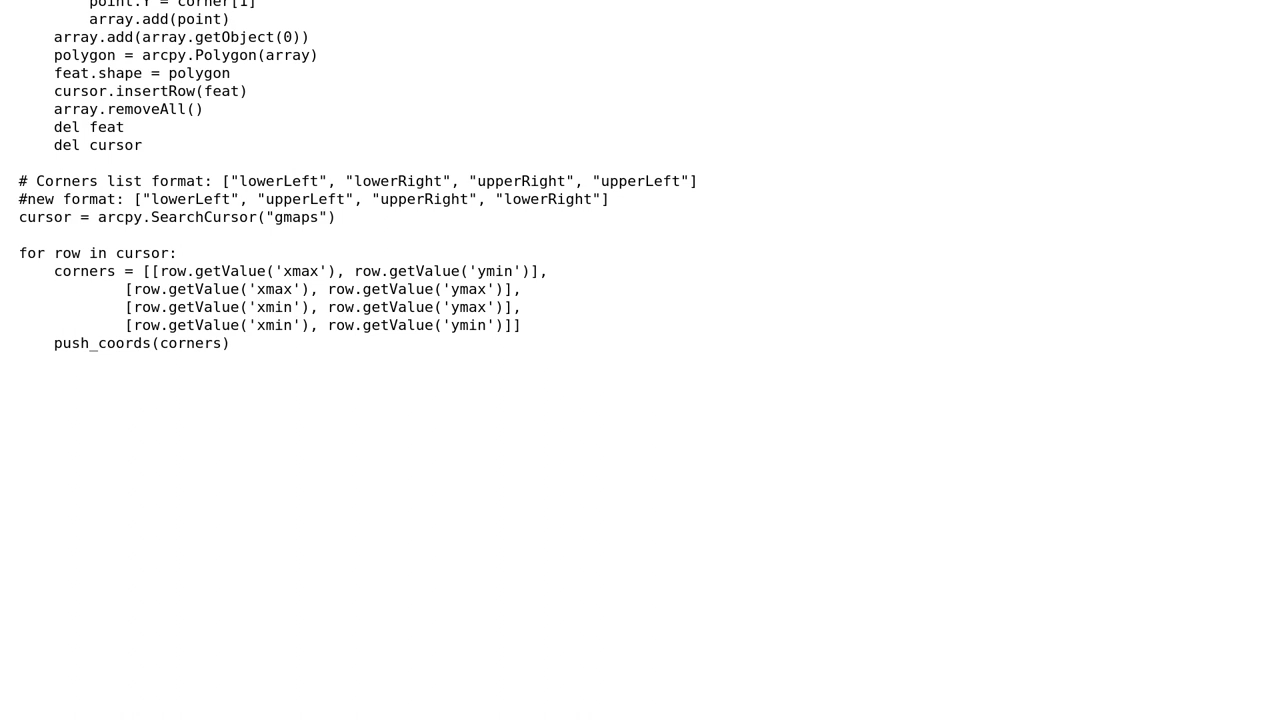 point.Y = corner[1]
        array.add(point)
    array.add(array.getObject(0))
    polygon = arcpy.Polygon(array)
    feat.shape = polygon
    cursor.insertRow(feat)
    array.removeAll()
    del feat
    del cursor

# Corners list format: ["lowerLeft", "lowerRight", "upperRight", "upperLeft"]
#new format: ["lowerLeft", "upperLeft", "upperRight", "lowerRight"]
cursor = arcpy.SearchCursor("gmaps")

for row in cursor:
    corners = [[row.getValue('xmax'), row.getValue('ymin')],
            [row.getValue('xmax'), row.getValue('ymax')],
            [row.getValue('xmin'), row.getValue('ymax')],
            [row.getValue('xmin'), row.getValue('ymin')]]
    push_coords(corners)